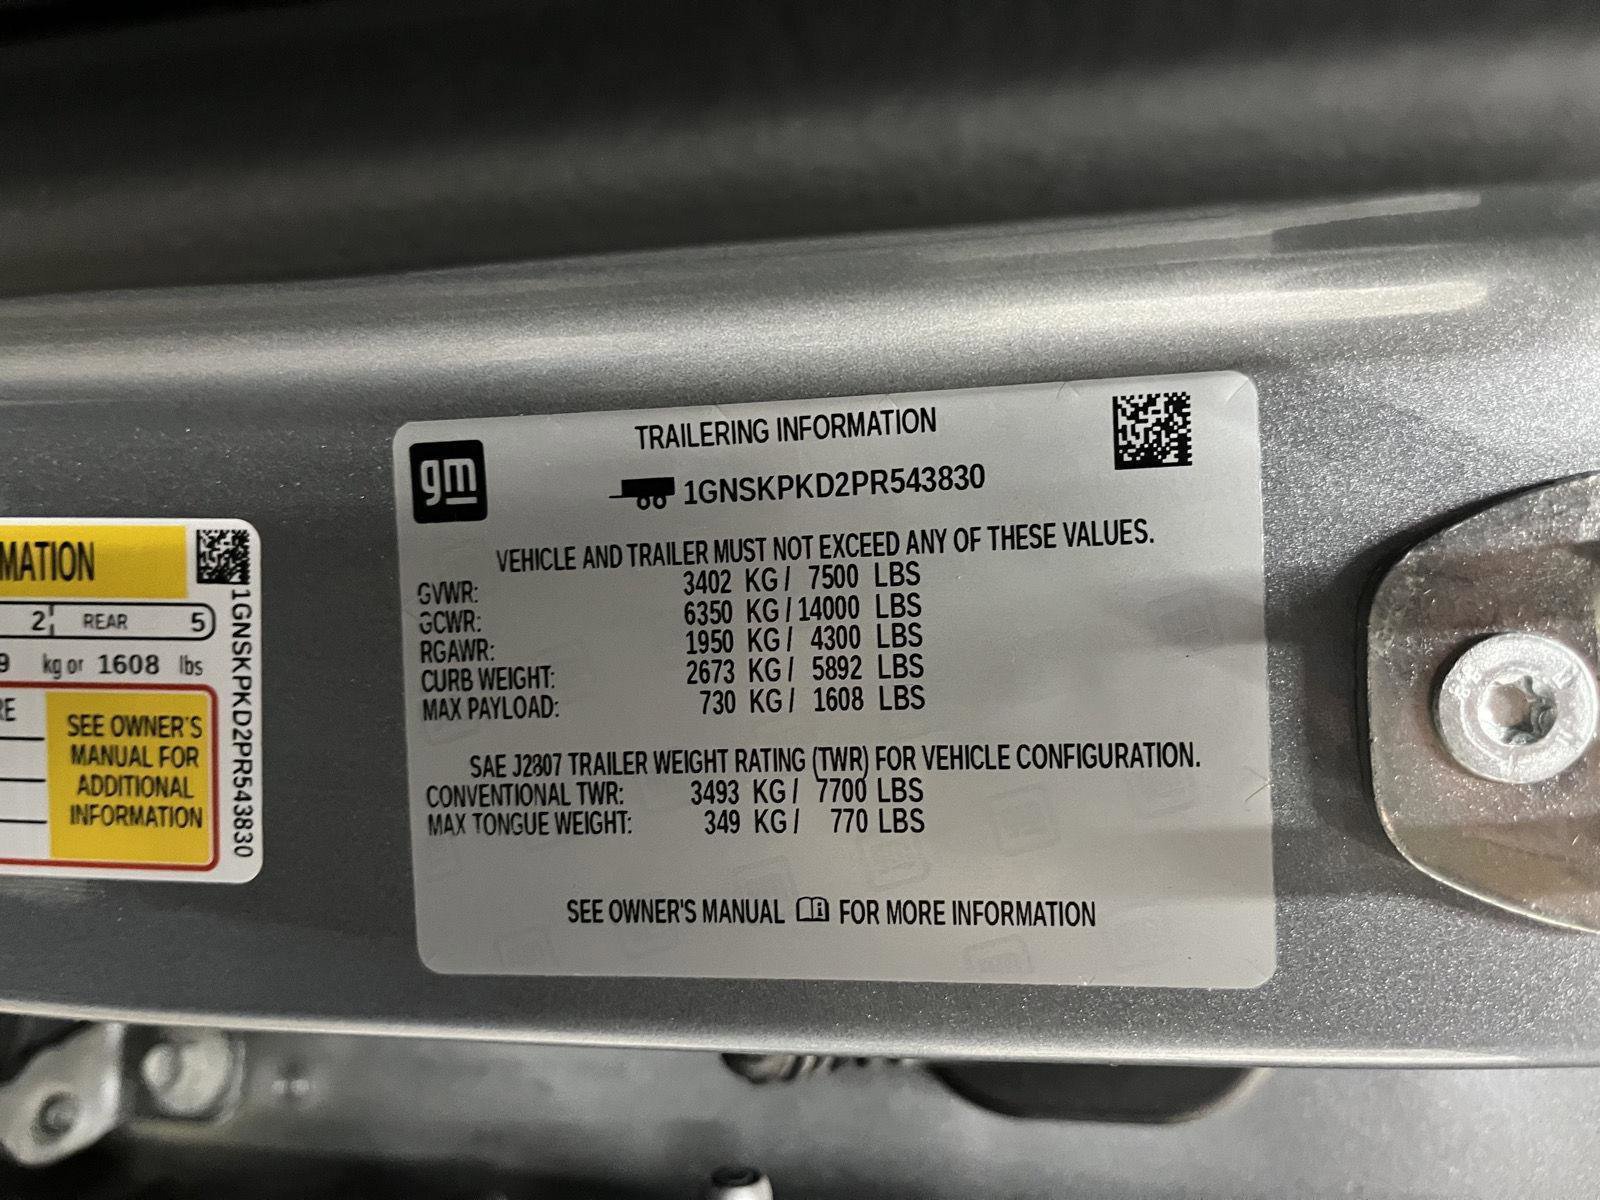 MATION
2 REAR 5
9 kg or 1608 lbs
RE
SEE OWNER'S
MANUAL FOR
ADDITIONAL
INFORMATION
1GNSKPKD2PR543830
gm
TRAILERING INFORMATION
1GNSKPKD2PR543830
VEHICLE AND TRAILER MUST NOT EXCEED ANY OF THESE VALUES.
GVWR: 3402 KG/ 7500 LBS
GCWR: 6350 KG/14000 LBS
RGAWR: 1950 KG/ 4300 LBS
CURB WEIGHT: 2673 KG/ 5892 LBS
MAX PAYLOAD: 730 KG/ 1608 LBS
SAE J2807 TRAILER WEIGHT RATING (TWR) FOR VEHICLE CONFIGURATION.
CONVENTIONAL TWR: 3493 KG/ 7700 LBS
MAX TONGUE WEIGHT: 349 KG/ 770 LBS
SEE OWNER'S MANUAL FOR MORE INFORMATION